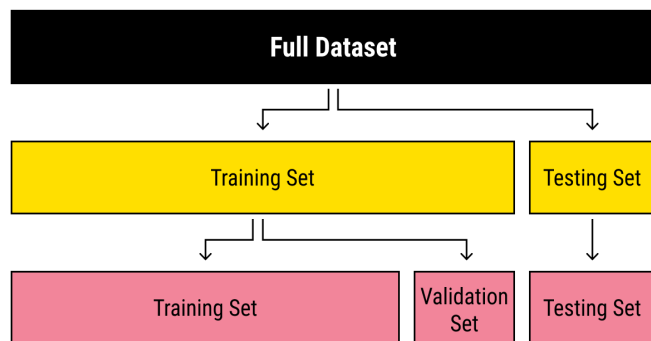 Full Dataset
Training Set
Testing Set
Training Set
Validation
Set
Testing Set